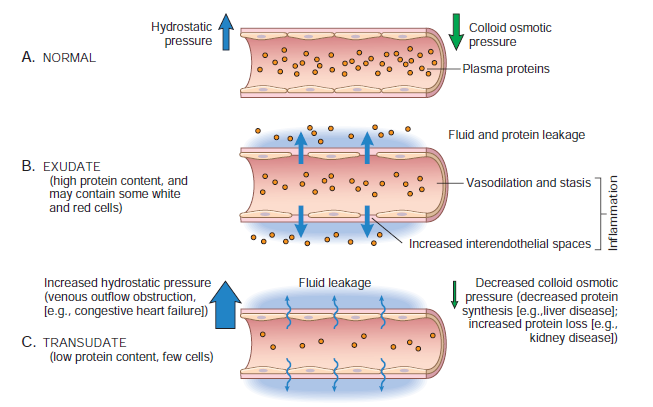 Hydrostatic
pressure
Colloid osmotic
pressure
A. NORMAL
Plasma proteins
Fluid and protein leakage
B. EXUDATE
(high protein content, and
may contain some white
and red cells)
Vasodilation and stasis
Increased interendothelial spaces
Inflammation
Increased hydrostatic pressure
(venous outflow obstruction,
[e.g., congestive heart failure])
Fluid leakage
Decreased colloid osmotic
pressure (decreased protein
synthesis [e.g.,liver disease];
increased protein loss [e.g.,
kidney disease])
C. TRANSUDATE
(low protein content, few cells)